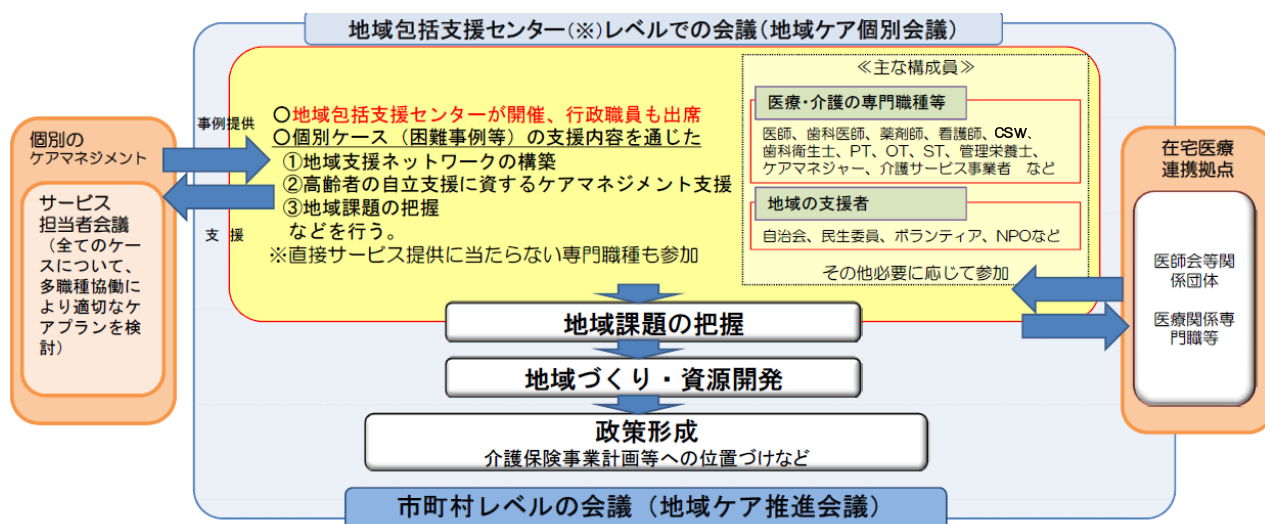 地域包括支援センター(※)レベルでの会議(地域ケア個別会議)
≪主な構成員≫
医療・介護の専門職種等
医師、歯科医師、薬剤師、看護師、CSW、
歯科衛生士、PT、OT、ST、管理栄養士、
ケアマネジャー、介護サービス事業者 など
地域の支援者
自治会、民生委員、ボランティア、NPOなど
その他必要に応じて参加
事例提供
支 援
〇地域包括支援センターが開催、行政職員も出席
〇個別ケース(困難事例等)の支援内容を通じた
①地域支援ネットワークの構築
②高齢者の自立支援に資するケアマネジメント支援
③地域課題の把握
などを行う。
※直接サービス提供に当たらない専門職種も参加
個別の
ケアマネジメント
サービス
担当者会議
(全てのケー
スについて、
多職種協働に
より適切なケ
アプランを検
討)
在宅医療
連携拠点
医師会等関
係団体
医療関係専
門職等
地域課題の把握
地域づくり・資源開発
政策形成
介護保険事業計画等への位置づけなど
市町村レベルの会議(地域ケア推進会議)